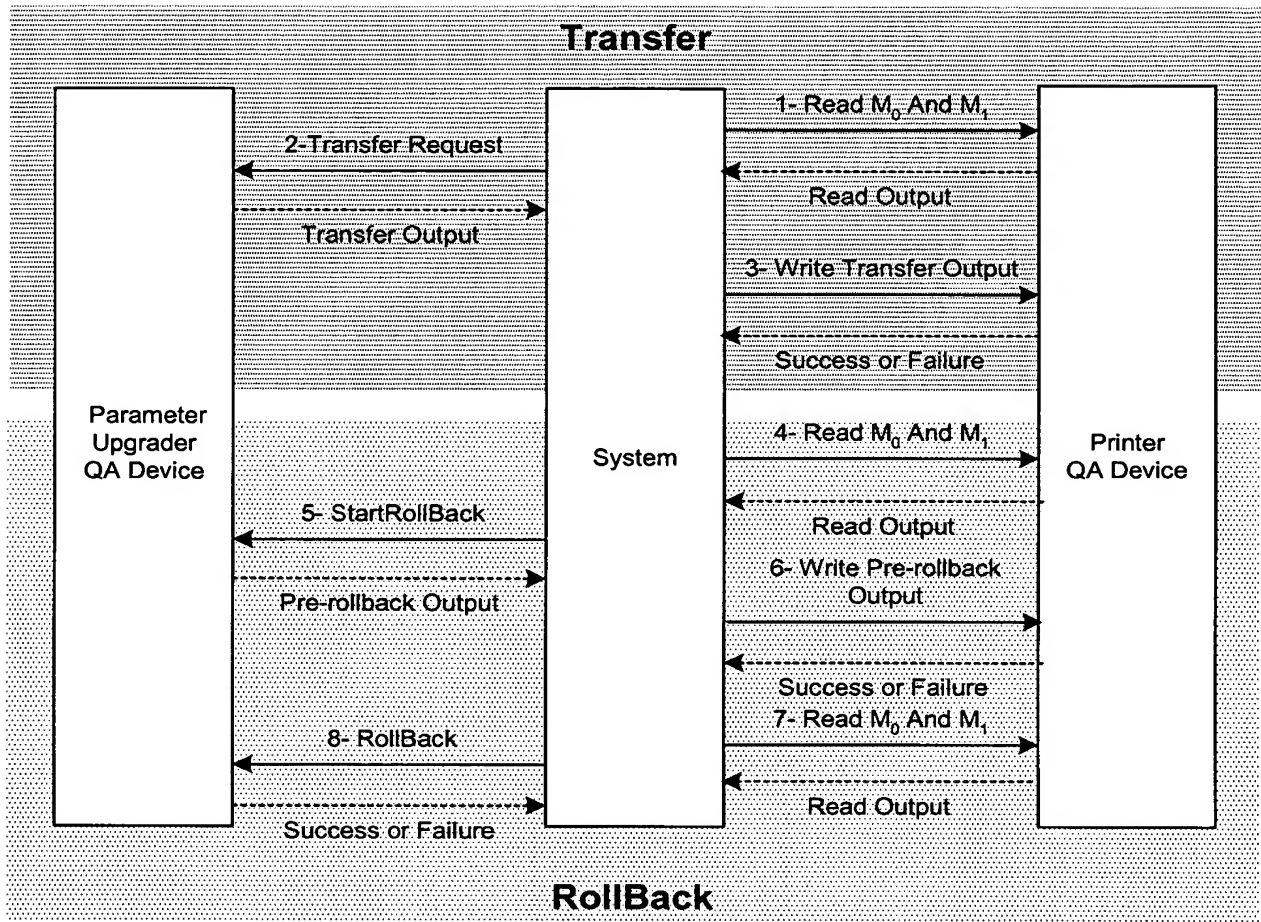 Transfer
1- Read M₀ And M₁
2-Transfer Request
Read Output
Transfer Output
3- Write Transfer Output
Success or Failure
Parameter
Upgrader
QA Device
System
Printer
QA Device
4- Read M₀ And M₁
Read Output
5- StartRollBack
6- Write Pre-rollback
Output
Pre-rollback Output
Success or Failure
7- Read M₀ And M₁
8- RollBack
Read Output
Success or Failure
RollBack